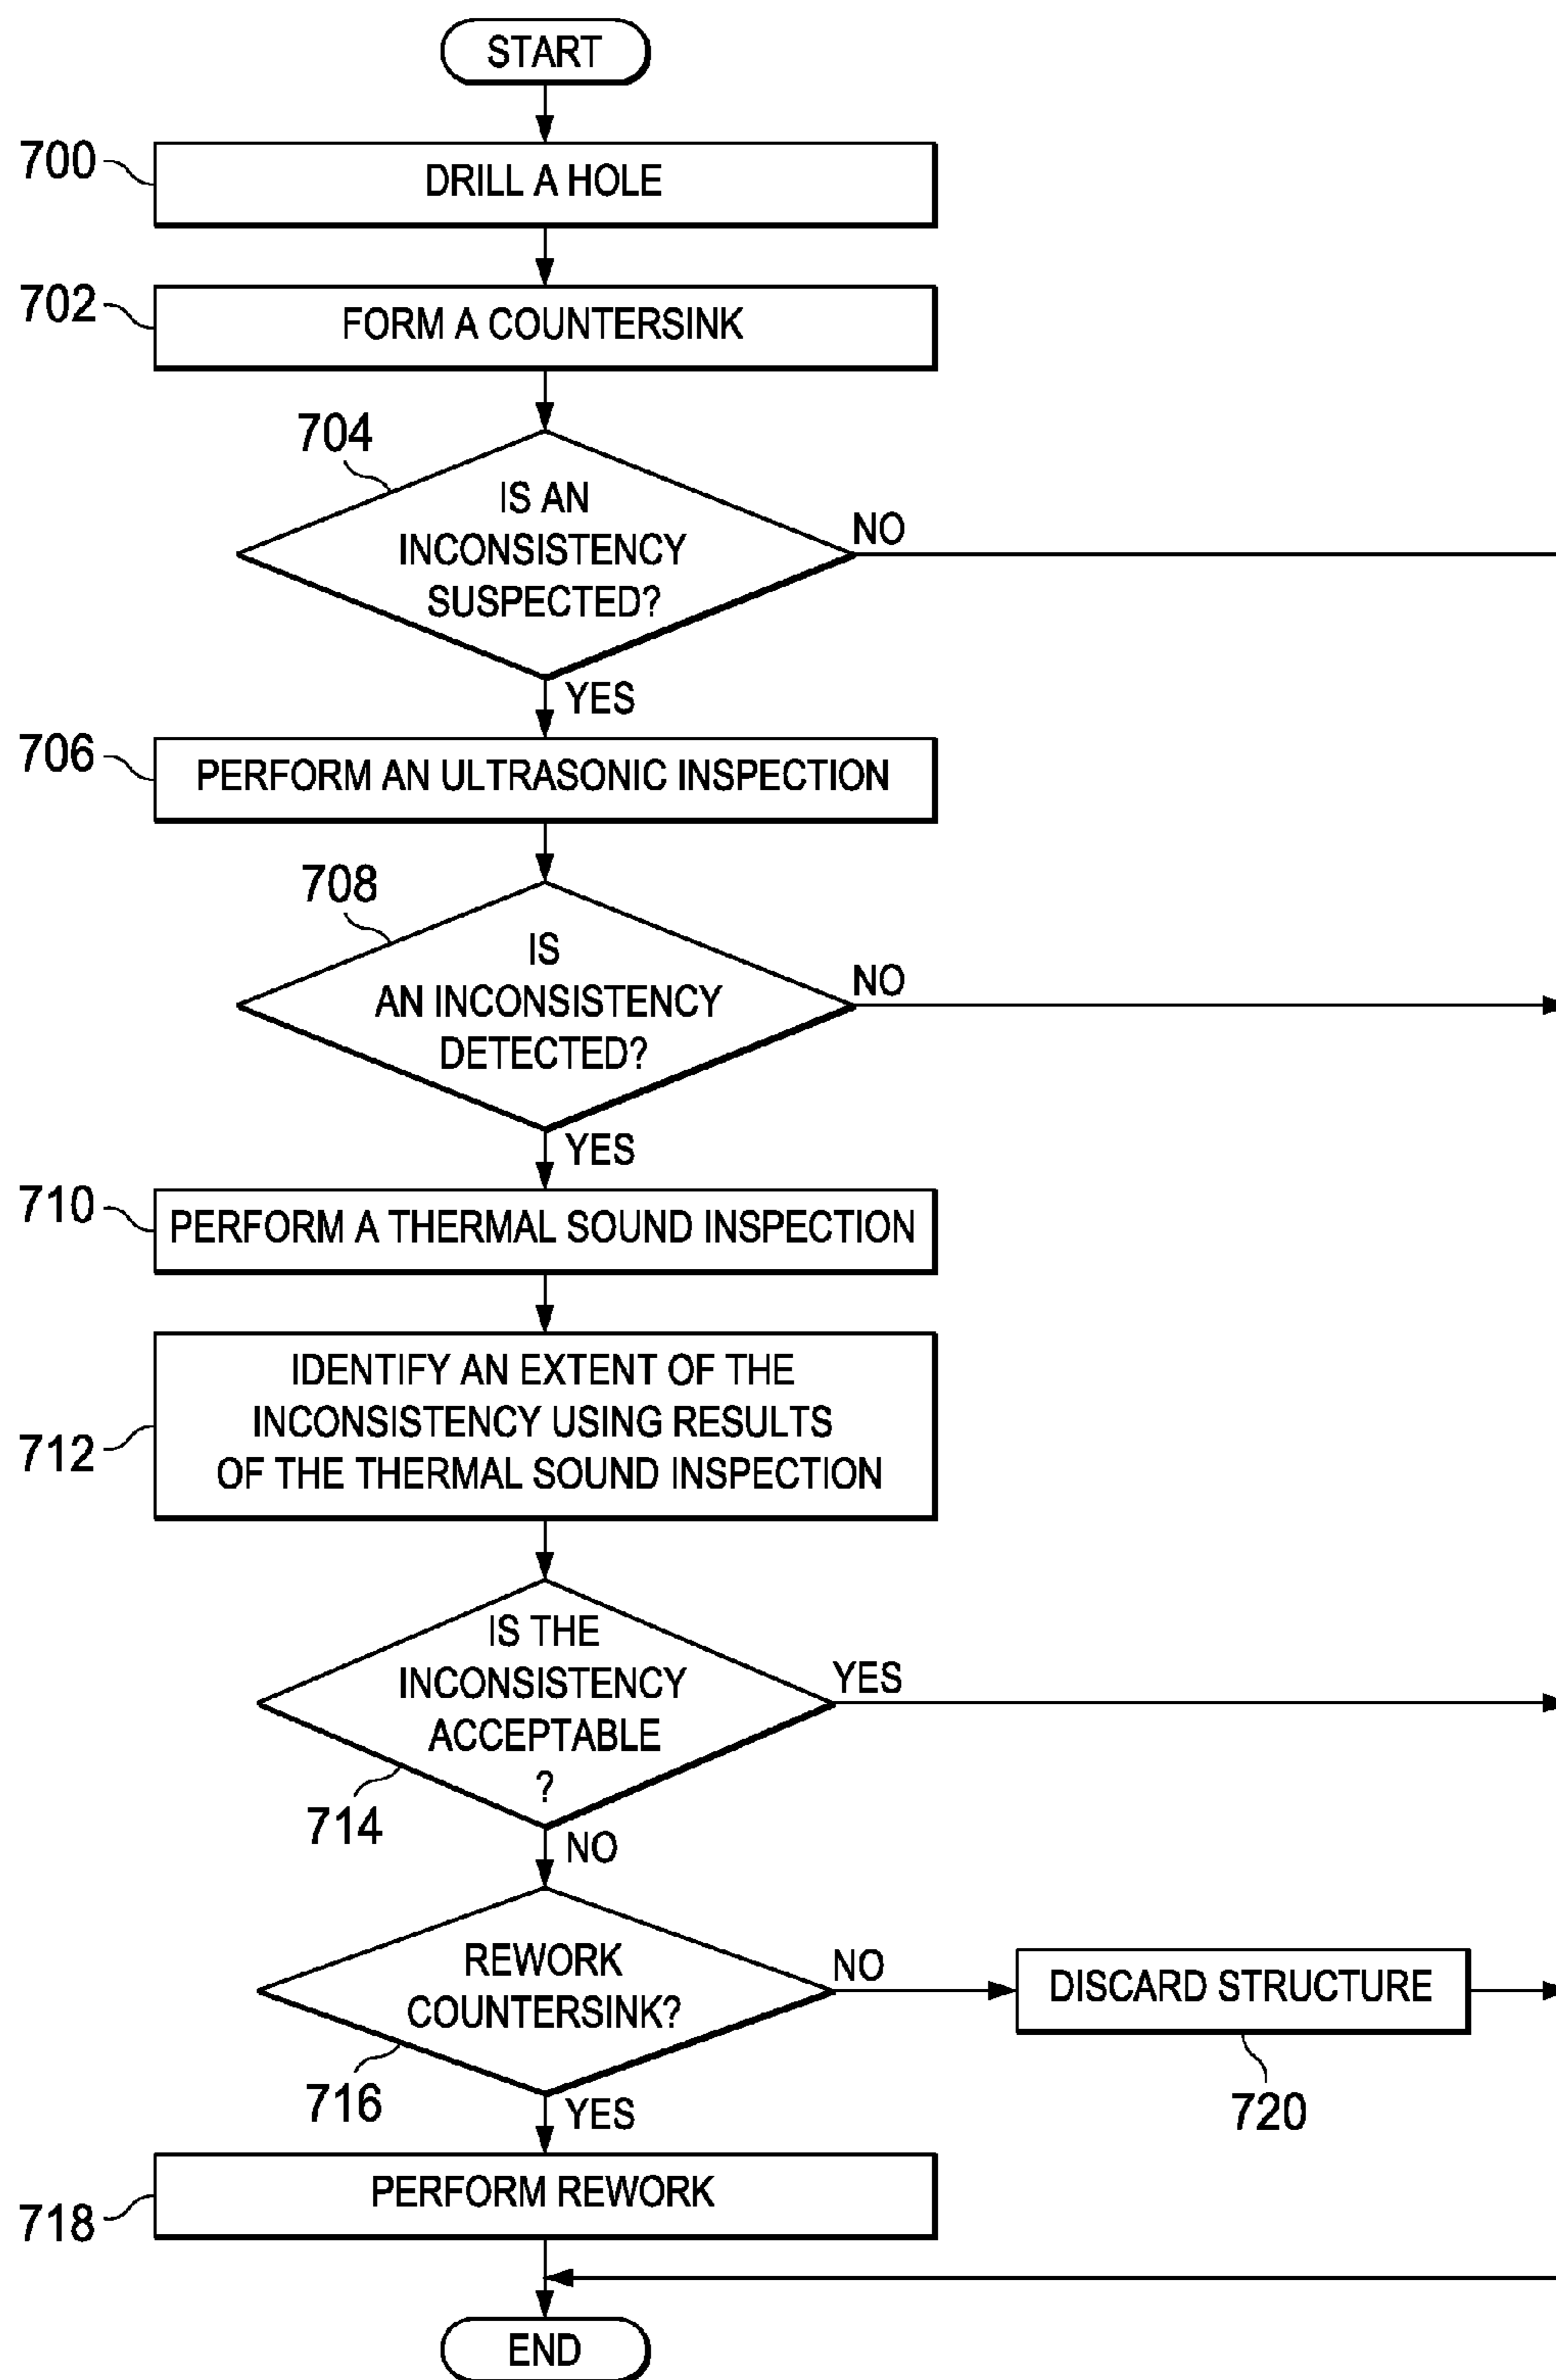 START
700
DRILL A HOLE
702
FORM A COUNTERSINK
704
IS AN
INCONSISTENCY
SUSPECTED?
NO
YES
706
PERFORM AN ULTRASONIC INSPECTION
708
IS
AN INCONSISTENCY
DETECTED?
NO
YES
710
PERFORM A THERMAL SOUND INSPECTION
712
IDENTIFY AN EXTENT OF THE
INCONSISTENCY USING RESULTS
OF THE THERMAL SOUND INSPECTION
IS THE
INCONSISTENCY
ACCEPTABLE
?
YES
714
NO
REWORK
COUNTERSINK?
NO
DISCARD STRUCTURE
716
720
YES
PERFORM REWORK
718
END